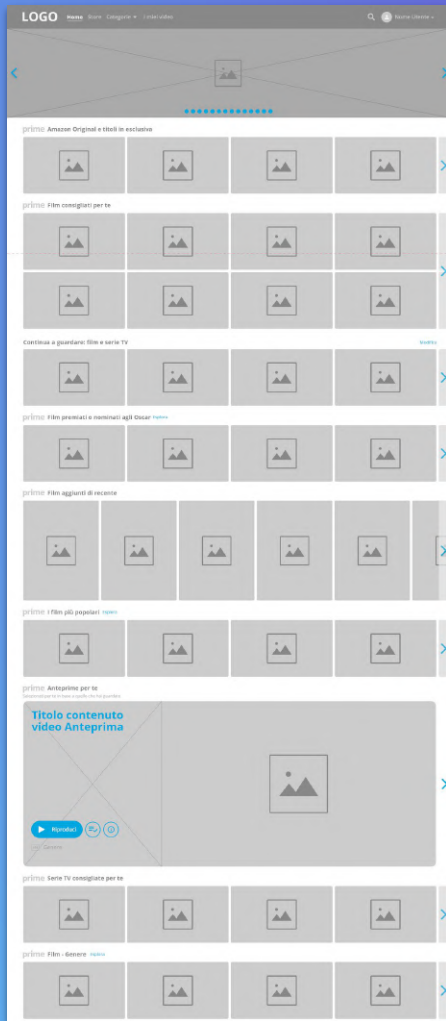 LOGO Home Store Categorie I miei video Nome Utente
prime Amazon Original e titoli in esclusiva
prime Film consigliati per te
Continua a guardare: film e serie TV Modifica
prime Film premiati e nominati agli Oscar Esplora
prime Film aggiunti di recente
prime I film più popolari Esplora
prime Anteprime per te
Titolo contenuto
video Anteprima
Riproduci
prime Serie TV consigliate per te
prime Film - Genere Esplora